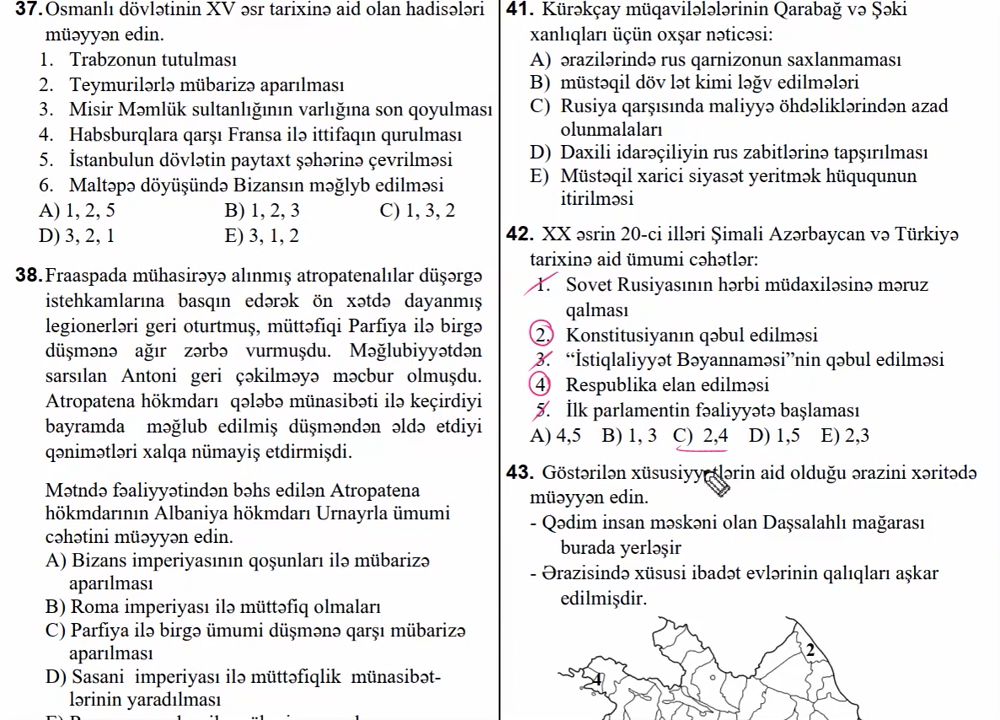 37. Osmanlı dövlətinin XV əsr tarixinə aid olan hadisələri
müəyyən edin.
1. Trabzonun tutulması
2. Teymurilərlə mübarizə aparılması
3. Misir Məmlük sultanlığının varlığına son qoyulması
4. Habsburqlara qarşı Fransa ilə ittifaqın qurulması
5. İstanbulun dövlətin paytaxt şəhərinə çevrilməsi
6. Maltəpə döyüşündə Bizansın məğlyb edilməsi
A) 1, 2, 5 B) 1, 2, 3 C) 1, 3, 2
D) 3, 2, 1 E) 3, 1, 2
38. Fraaspada mühasirəyə alınmış atropatenalılar düşərgə
istehkamlarına basqın edərək ön xətdə dayanmış
legionerləri geri oturtmuş, müttəfiqi Parfiya ilə birgə
düşmənə ağır zərbə vurmuşdu. Məğlubiyyətdən
sarsılan Antoni geri çəkilməyə məcbur olmuşdu.
Atropatena hökmdarı qələbə münasibəti ilə keçirdiyi
bayramda məğlub edilmiş düşməndən əldə etdiyi
qənimətləri xalqa nümayiş etdirmişdi.
Mətndə fəaliyyətindən bəhs edilən Atropatena
hökmdarının Albaniya hökmdarı Urnayrla ümumi
cəhətini müəyyən edin.
A) Bizans imperiyasının qoşunları ilə mübarizə
aparılması
B) Roma imperiyası ilə müttəfiq olmaları
C) Parfiya ilə birgə ümumi düşmənə qarşı mübarizə
aparılması
D) Sasani imperiyası ilə müttəfiqlik münasibət-
lərinin yaradılması
41. Kürəkçay müqavilələlərinin Qarabağ və Şəki
xanlıqları üçün oxşar nəticəsi:
A) ərazilərində rus qarnizonun saxlanmaması
B) müstəqil döv lət kimi ləğv edilmələri
C) Rusiya qarşısında maliyyə öhdəliklərindən azad
olunmalaları
D) Daxili idarəçiliyin rus zabitlərinə tapşırılması
E) Müstəqil xarici siyasət yeritmək hüququnun
itirilməsi
42. XX əsrin 20-ci illəri Şimali Azərbaycan və Türkiyə
tarixinə aid ümumi cəhətlər:
1. Sovet Rusiyasının hərbi müdaxiləsinə məruz
qalması
2. Konstitusiyanın qəbul edilməsi
3. “İstiqlaliyyət Bəyannaməsi”nin qəbul edilməsi
4) Respublika elan edilməsi
5. İlk parlamentin fəaliyyətə başlaması
A) 4,5 B) 1, 3 C) 2,4 D) 1,5 E) 2,3
43. Göstərilən xüsusiyyətlərin aid olduğu ərazini xəritədə
müəyyən edin.
- Qədim insan məskəni olan Daşsalahlı mağarası
burada yerləşir
- Ərazisində xüsusi ibadət evlərinin qalıqları aşkar
edilmişdir.
2
4